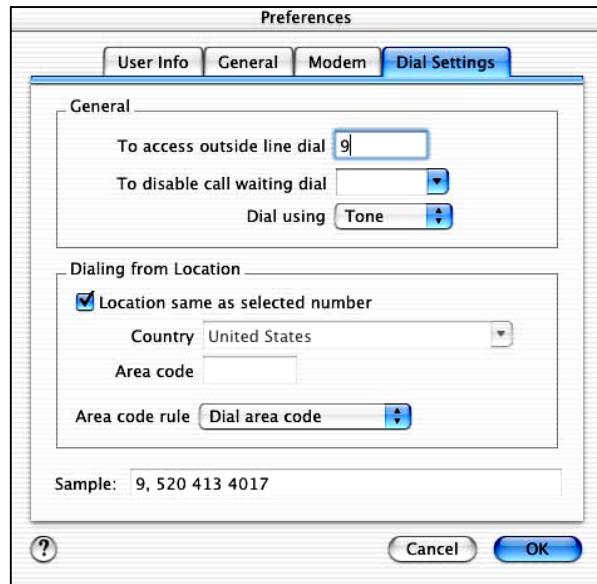 Preferences
User Info General Modem Dial Settings
General
To access outside line dial 9
To disable call waiting dial
Dial using Tone
Dialing from Location
Location same as selected number
Country United States
Area code
Area code rule Dial area code
Sample: 9, 520 413 4017
? Cancel OK